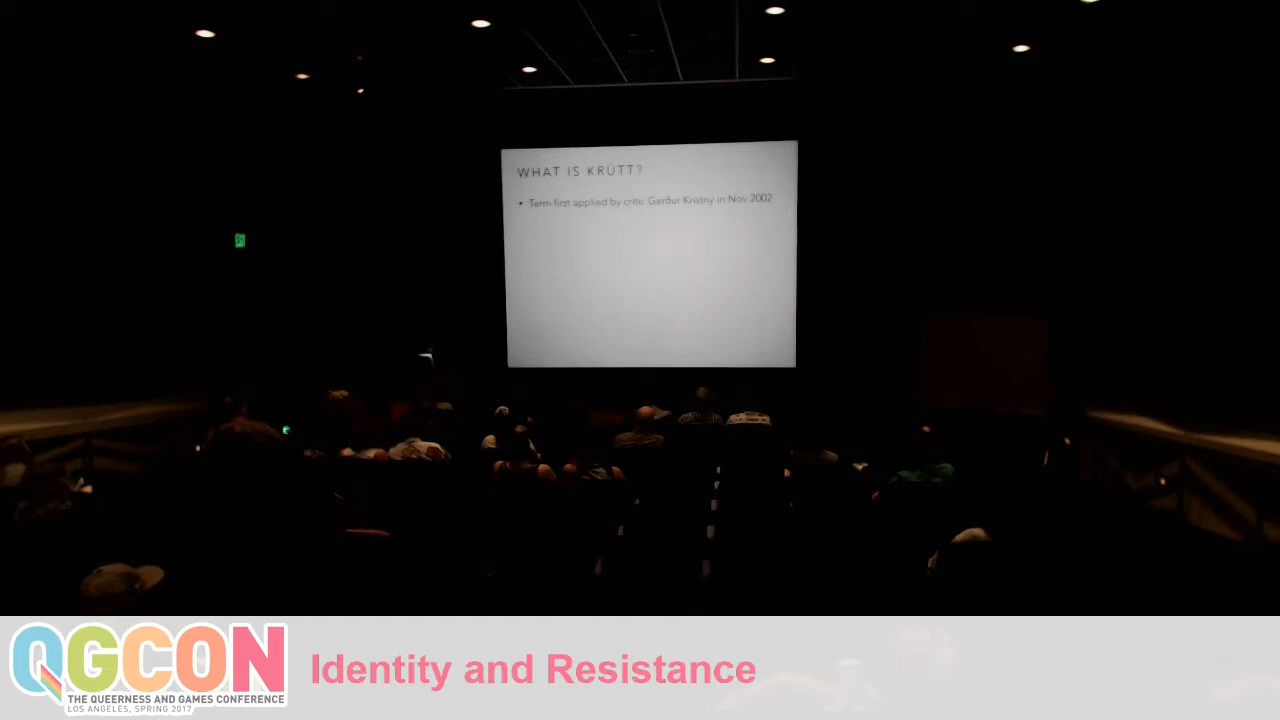 WHAT IS KRÚTT?
• Term first applied by critic Gerður Kristný in Nov 2002
QGCON
Identity and Resistance
THE QUEERNESS AND GAMES CONFERENCE
LOS ANGELES, SPRING 2017